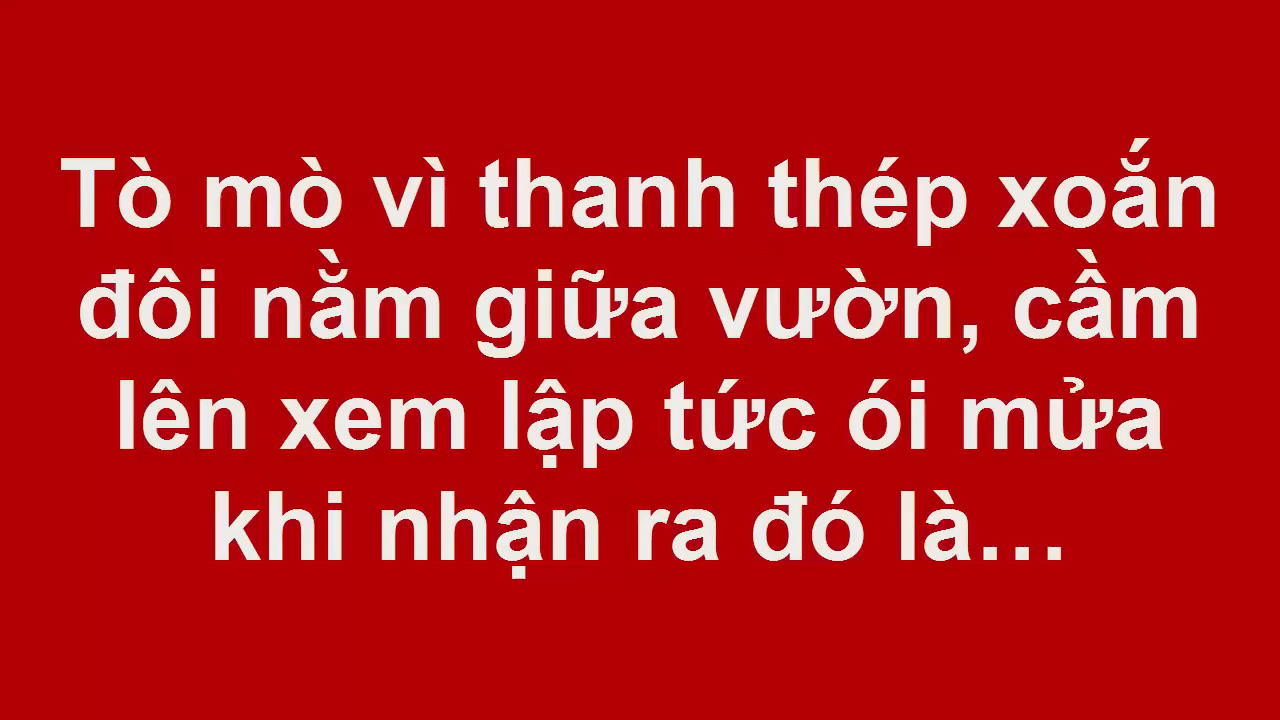 Tò mò vì thanh thép xoắn
đôi nằm giữa vườn, cầm
lên xem lập tức ói mửa
khi nhận ra đó là…